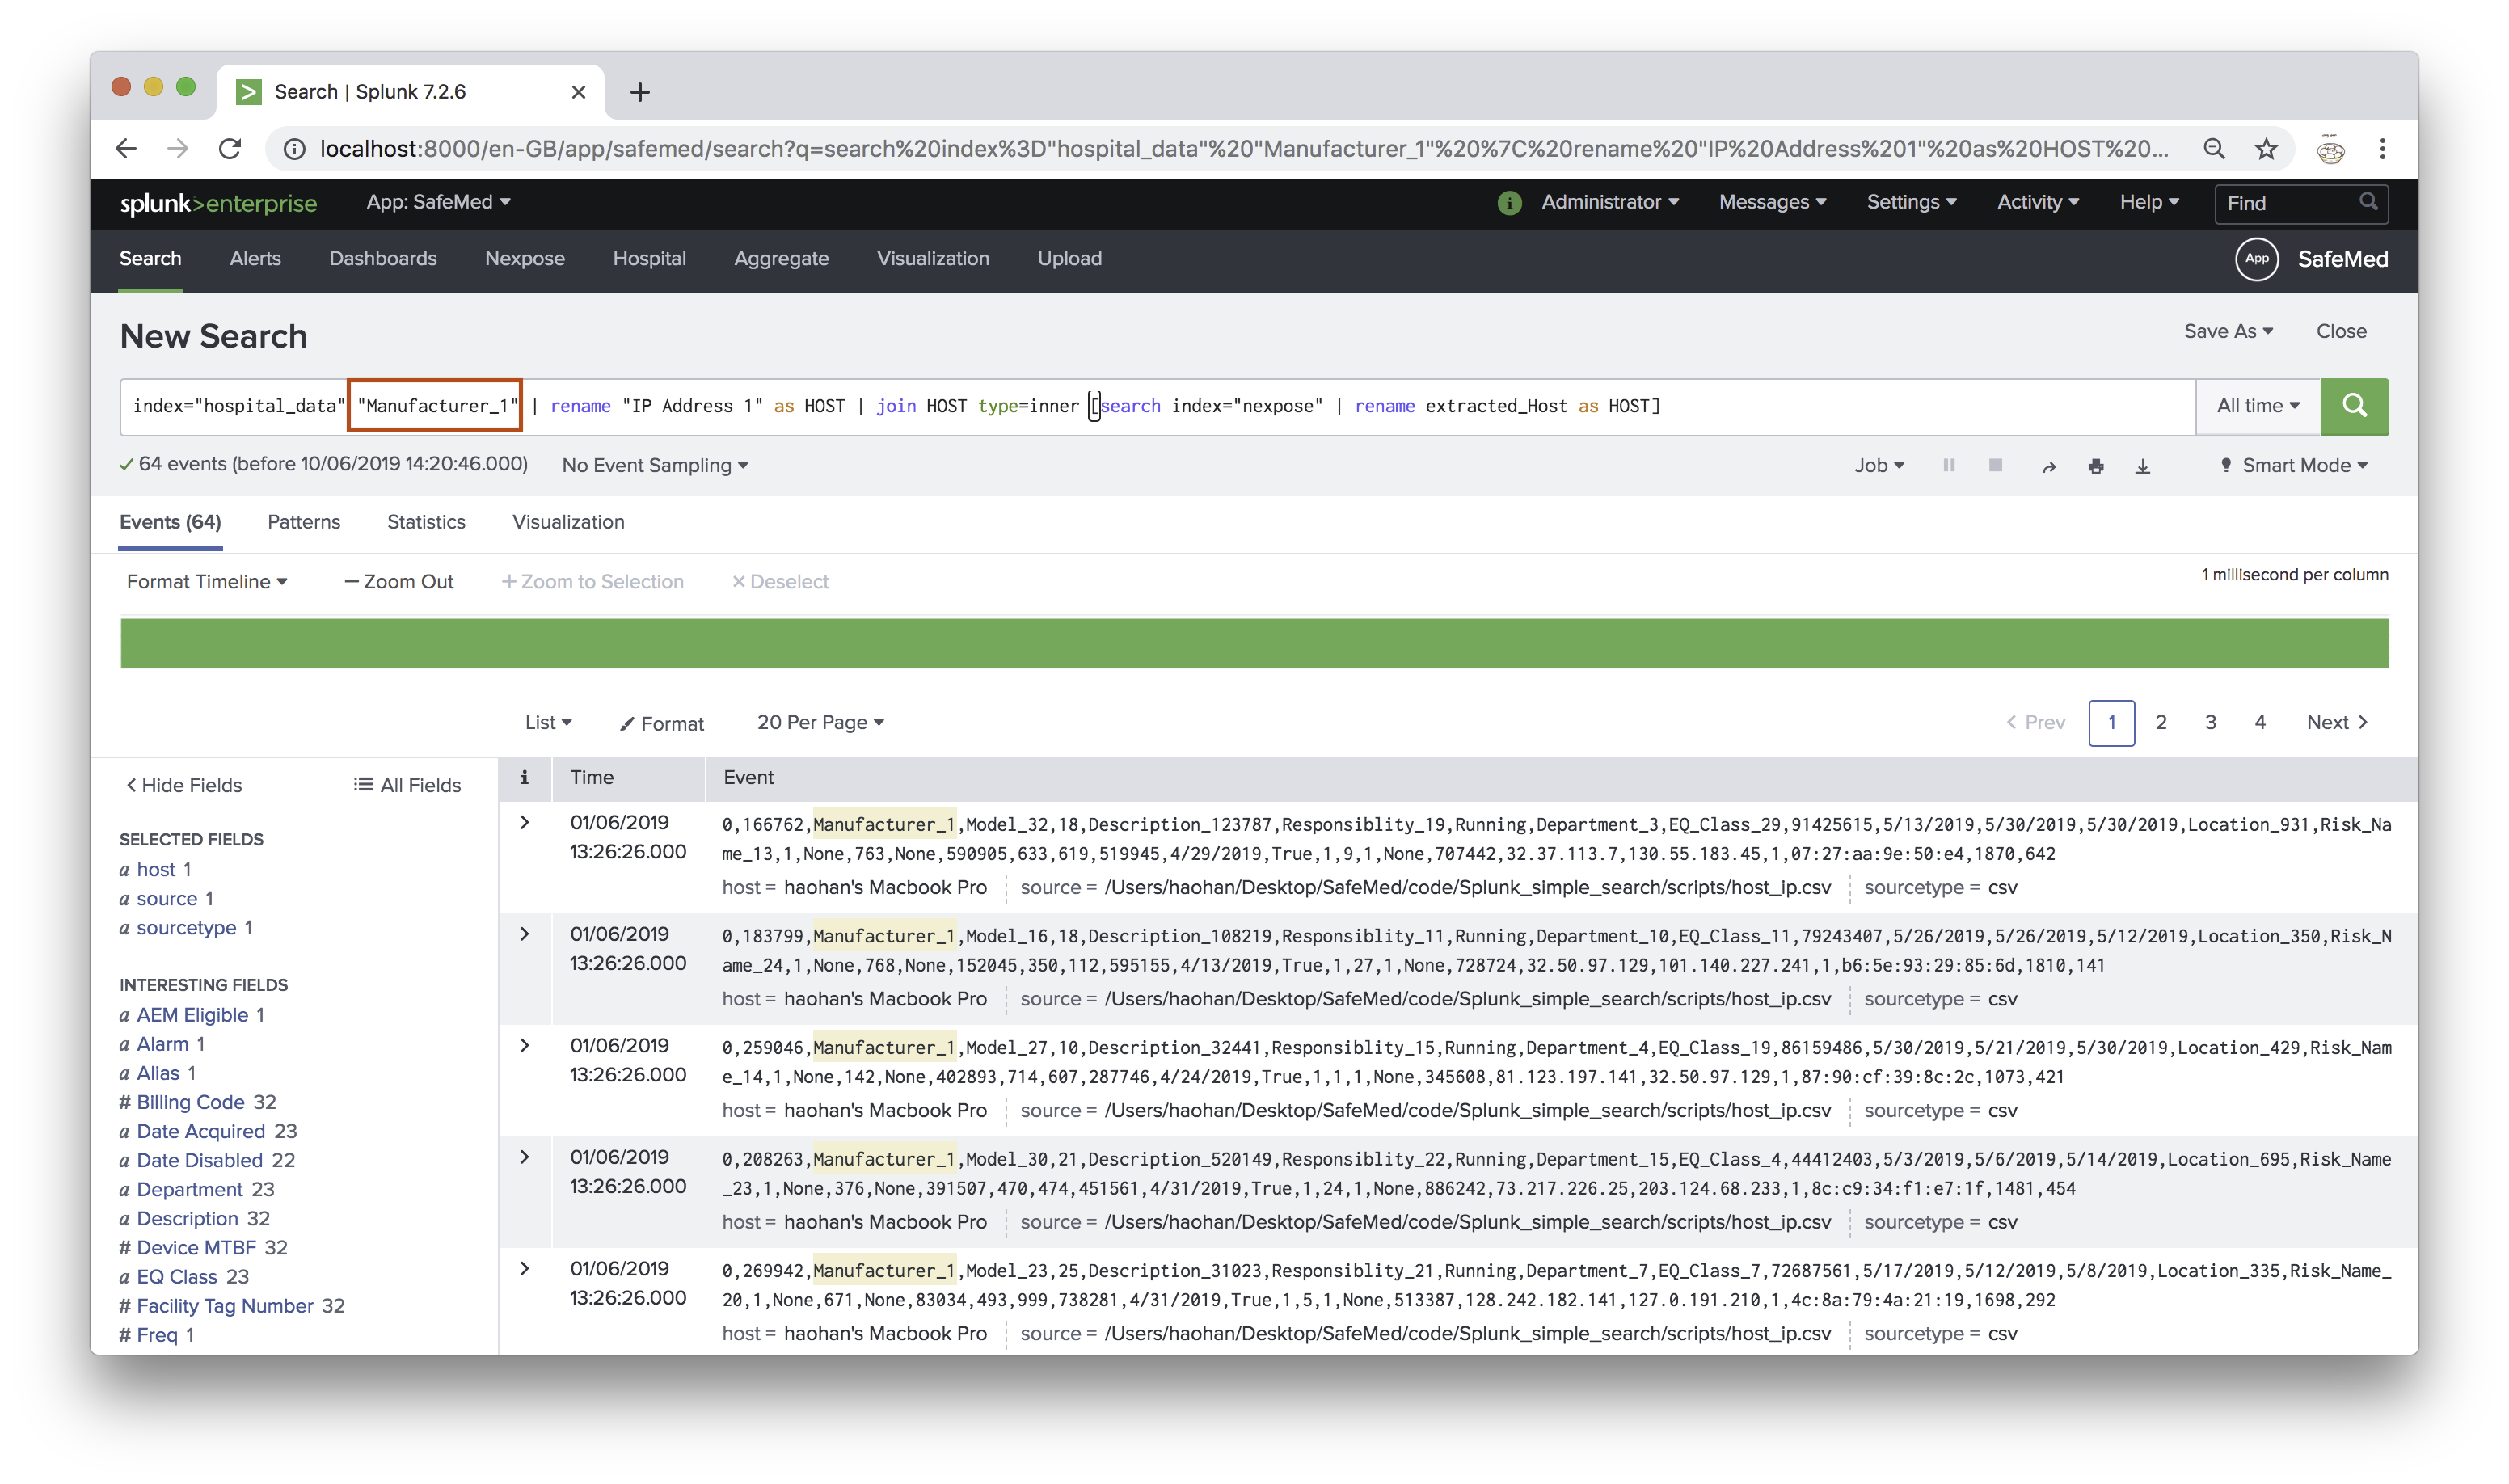 Search | Splunk 7.2.6
localhost:8000/en-GB/app/safemed/search?q=search%20index%3D"hospital_data"%20"Manufacturer_1"%20%7C%20rename%20"IP%20Address%201"%20as%20HOST%20...
splunk>enterprise App: SafeMed i Administrator Messages Settings Activity Help Find
Search Alerts Dashboards Nexpose Hospital Aggregate Visualization Upload App SafeMed
New Search Save As Close
index="hospital_data" "Manufacturer_1" | rename "IP Address 1" as HOST | join HOST type=inner [search index="nexpose" | rename extracted_Host as HOST] All time
64 events (before 10/06/2019 14:20:46.000) No Event Sampling Job Smart Mode
Events (64) Patterns Statistics Visualization
Format Timeline — Zoom Out + Zoom to Selection × Deselect 1 millisecond per column
List Format 20 Per Page < Prev 1 2 3 4 Next >
< Hide Fields All Fields
SELECTED FIELDS
a host 1
a source 1
a sourcetype 1
INTERESTING FIELDS
a AEM Eligible 1
a Alarm 1
a Alias 1
# Billing Code 32
a Date Acquired 23
a Date Disabled 22
a Department 23
a Description 32
# Device MTBF 32
a EQ Class 23
# Facility Tag Number 32
# Freq 1
i Time Event
> 01/06/2019 13:26:26.000
0,166762,Manufacturer_1,Model_32,18,Description_123787,Responsiblity_19,Running,Department_3,EQ_Class_29,91425615,5/13/2019,5/30/2019,5/30/2019,Location_931,Risk_Na
me_13,1,None,763,None,590905,633,619,519945,4/29/2019,True,1,9,1,None,707442,32.37.113.7,130.55.183.45,1,07:27:aa:9e:50:e4,1870,642
host = haohan's Macbook Pro source = /Users/haohan/Desktop/SafeMed/code/Splunk_simple_search/scripts/host_ip.csv sourcetype = csv
> 01/06/2019 13:26:26.000
0,183799,Manufacturer_1,Model_16,18,Description_108219,Responsiblity_11,Running,Department_10,EQ_Class_11,79243407,5/26/2019,5/26/2019,5/12/2019,Location_350,Risk_N
ame_24,1,None,768,None,152045,350,112,595155,4/13/2019,True,1,27,1,None,728724,32.50.97.129,101.140.227.241,1,b6:5e:93:29:85:6d,1810,141
host = haohan's Macbook Pro source = /Users/haohan/Desktop/SafeMed/code/Splunk_simple_search/scripts/host_ip.csv sourcetype = csv
> 01/06/2019 13:26:26.000
0,259046,Manufacturer_1,Model_27,10,Description_32441,Responsiblity_15,Running,Department_4,EQ_Class_19,86159486,5/30/2019,5/21/2019,5/30/2019,Location_429,Risk_Nam
e_14,1,None,142,None,402893,714,607,287746,4/24/2019,True,1,1,1,None,345608,81.123.197.141,32.50.97.129,1,87:90:cf:39:8c:2c,1073,421
host = haohan's Macbook Pro source = /Users/haohan/Desktop/SafeMed/code/Splunk_simple_search/scripts/host_ip.csv sourcetype = csv
> 01/06/2019 13:26:26.000
0,208263,Manufacturer_1,Model_30,21,Description_520149,Responsiblity_22,Running,Department_15,EQ_Class_4,44412403,5/3/2019,5/6/2019,5/14/2019,Location_695,Risk_Name
_23,1,None,376,None,391507,470,474,451561,4/31/2019,True,1,24,1,None,886242,73.217.226.25,203.124.68.233,1,8c:c9:34:f1:e7:1f,1481,454
host = haohan's Macbook Pro source = /Users/haohan/Desktop/SafeMed/code/Splunk_simple_search/scripts/host_ip.csv sourcetype = csv
> 01/06/2019 13:26:26.000
0,269942,Manufacturer_1,Model_23,25,Description_31023,Responsiblity_21,Running,Department_7,EQ_Class_7,72687561,5/17/2019,5/12/2019,5/8/2019,Location_335,Risk_Name_
20,1,None,671,None,83034,493,999,738281,4/31/2019,True,1,5,1,None,513387,128.242.182.141,127.0.191.210,1,4c:8a:79:4a:21:19,1698,292
host = haohan's Macbook Pro source = /Users/haohan/Desktop/SafeMed/code/Splunk_simple_search/scripts/host_ip.csv sourcetype = csv